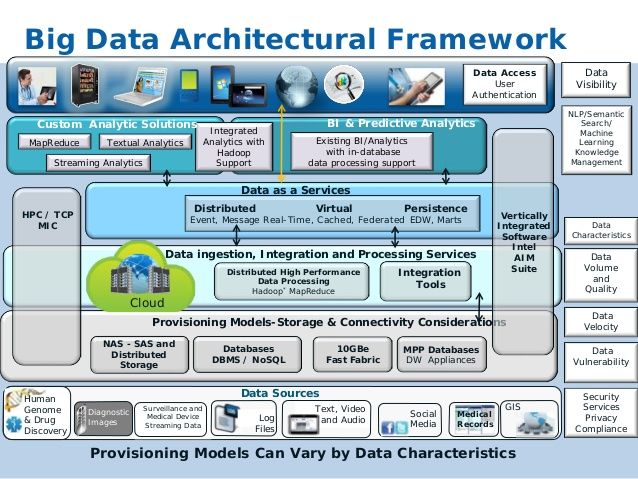 Big Data Architectural Framework
Data Access
User
Authentication
Data
Visibility
Custom Analytic Solutions
BI & Predictive Analytics
MapReduce
Textual Analytics
Streaming Analytics
Integrated
Analytics with
Hadoop
Support
Existing BI/Analytics
with in-database
data processing support
NLP/Semantic
Search/
Machine
Learning
Knowledge
Management
Data as a Services
HPC / TCP
MIC
Distributed Virtual Persistence
Event, Message Real-Time, Cached, Federated EDW, Marts
Vertically
Integrated
Software
Intel
AIM
Suite
Data
Characteristics
Data ingestion, Integration and Processing Services
Cloud
Distributed High Performance
Data Processing
Hadoop* MapReduce
Integration
Tools
Data
Volume
and
Quality
Provisioning Models-Storage & Connectivity Considerations
Data
Velocity
NAS - SAS and
Distributed
Storage
Databases
DBMS / NoSQL
10GBe
Fast Fabric
MPP Databases
DW Appliances
Data
Vulnerability
Data Sources
Human
Genome
& Drug
Discovery
Diagnostic
Images
Surveillance and
Medical Device
Streaming Data
Log
Files
Text, Video
and Audio
Social
Media
Medical
Records
GIS
Security
Services
Privacy
Compliance
Provisioning Models Can Vary by Data Characteristics